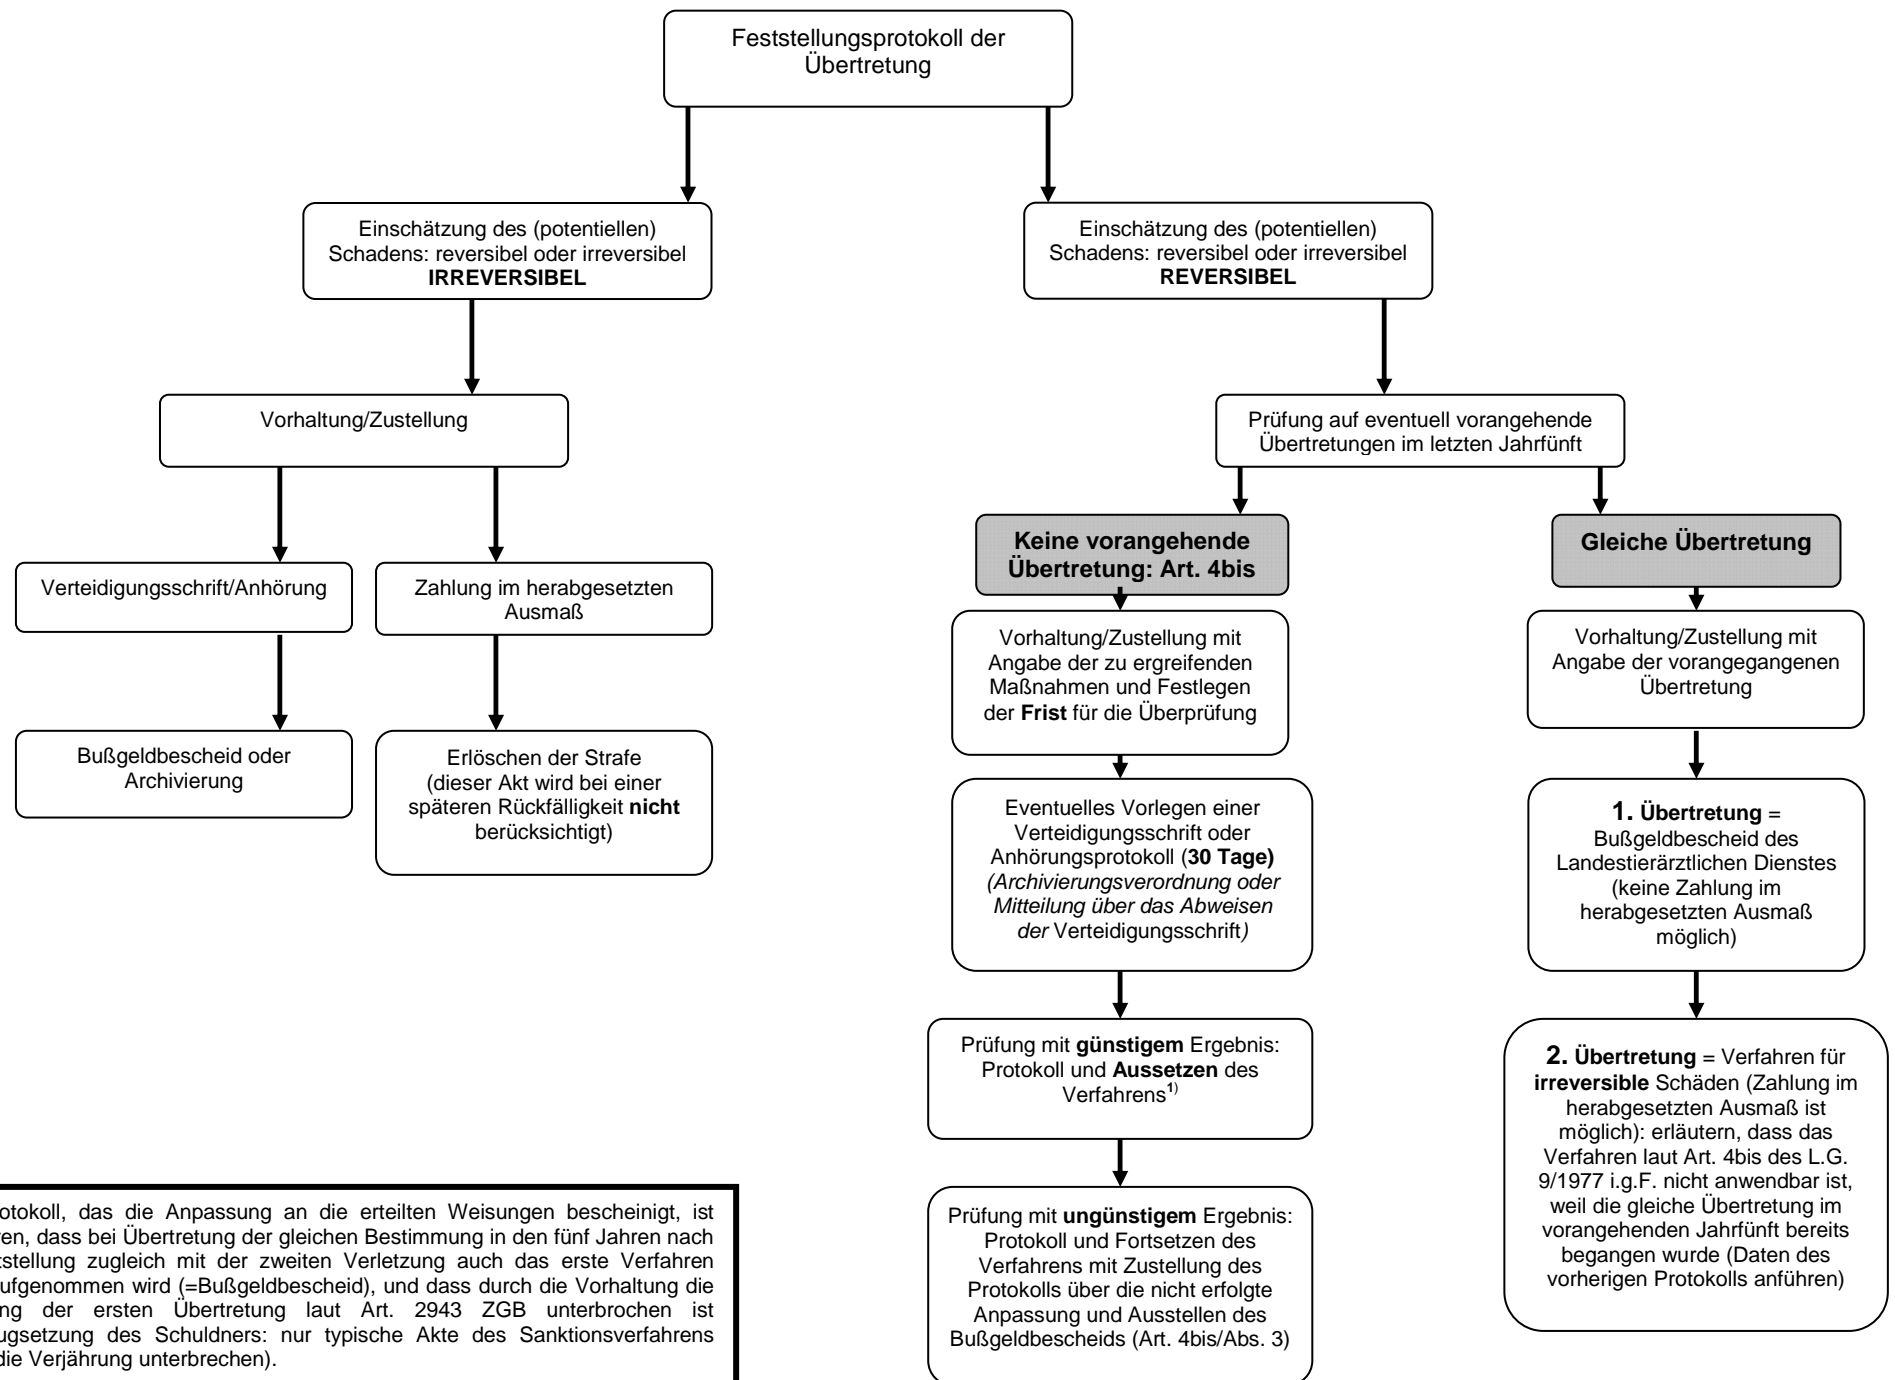 Feststellungsprotokoll der
Übertretung
Einschätzung des (potentiellen)
Schadens: reversibel oder irreversibel
IRREVERSIBEL
Einschätzung des (potentiellen)
Schadens: reversibel oder irreversibel
REVERSIBEL
Vorhaltung/Zustellung
Prüfung auf eventuell vorangehende
Übertretungen im letzten Jahrfünft
Verteidigungsschrift/Anhörung
Zahlung im herabgesetzten
Ausmaß
Keine vorangehende
Übertretung: Art. 4bis
Gleiche Übertretung
Vorhaltung/Zustellung mit
Angabe der zu ergreifenden
Maßnahmen und Festlegen
der Frist für die Überprüfung
Vorhaltung/Zustellung mit
Angabe der vorangegangenen
Übertretung
Bußgeldbescheid oder
Archivierung
Erlöschen der Strafe
(dieser Akt wird bei einer
späteren Rückfälligkeit nicht
berücksichtigt)
Eventuelles Vorlegen einer
Verteidigungsschrift oder
Anhörungsprotokoll (30 Tage)
(Archivierungsverordnung oder
Mitteilung über das Abweisen
der Verteidigungsschrift)
1. Übertretung =
Bußgeldbescheid des
Landestierärztlichen Dienstes
(keine Zahlung im
herabgesetzten Ausmaß
möglich)
Prüfung mit günstigem Ergebnis:
Protokoll und Aussetzen des
Verfahrens1)
2. Übertretung = Verfahren für
irreversible Schäden (Zahlung im
herabgesetzten Ausmaß ist
möglich): erläutern, dass das
Verfahren laut Art. 4bis des L.G.
9/1977 i.g.F. nicht anwendbar ist,
weil die gleiche Übertretung im
vorangehenden Jahrfünft bereits
begangen wurde (Daten des
vorherigen Protokolls anführen)
Prüfung mit ungünstigem Ergebnis:
Protokoll und Fortsetzen des
Verfahrens mit Zustellung des
Protokolls über die nicht erfolgte
Anpassung und Ausstellen des
Bußgeldbescheids (Art. 4bis/Abs. 3)
otokoll, das die Anpassung an die erteilten Weisungen bescheinigt, ist
ren, dass bei Übertretung der gleichen Bestimmung in den fünf Jahren nach
tstellung zugleich mit der zweiten Verletzung auch das erste Verfahren
ufgenommen wird (=Bußgeldbescheid), und dass durch die Vorhaltung die
ng der ersten Übertretung laut Art. 2943 ZGB unterbrochen ist
ugsetzung des Schuldners: nur typische Akte des Sanktionsverfahrens
die Verjährung unterbrechen).